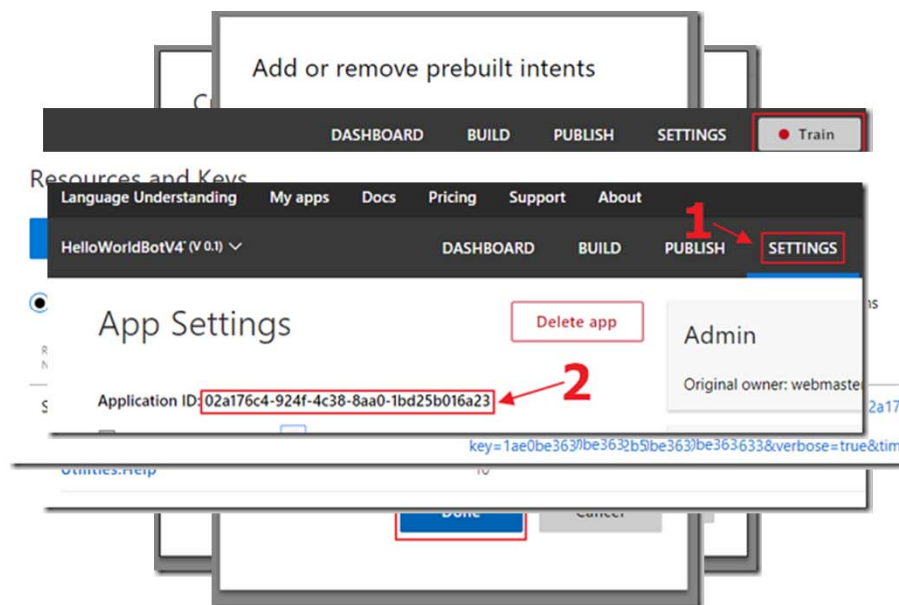 Add or remove prebuilt intents
DASHBOARD BUILD PUBLISH SETTINGS Train
Resources and Keys
Language Understanding My apps Docs Pricing Support About
1
HelloWorldBotV4 (V 0.1) DASHBOARD BUILD PUBLISH SETTINGS
App Settings
Delete app
Admin
Original owner: webmaster
Application ID: 02a176c4-924f-4c38-8aa0-1bd25b016a23
2
2a17
Utilities.Help 10
Done Cancel